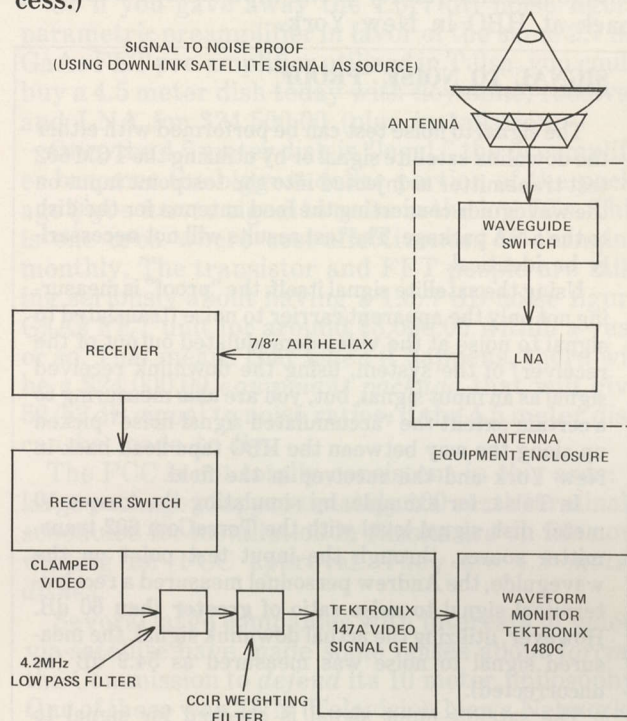 cess.)
SIGNAL TO NOISE PROOF
(USING DOWNLINK SATELLITE SIGNAL AS SOURCE)
ANTENNA
WAVEGUIDE
SWITCH
RECEIVER
7/8" AIR HELIAX
LNA
ANTENNA
EQUIPMENT ENCLOSURE
RECEIVER SWITCH
CLAMPED
VIDEO
TEKTRONIX
147A VIDEO
SIGNAL GEN
WAVEFORM
MONITOR
TEKTRONIX
1480C
4.2MHz
LOW PASS FILTER
CCIR WEIGHTING
FILTER